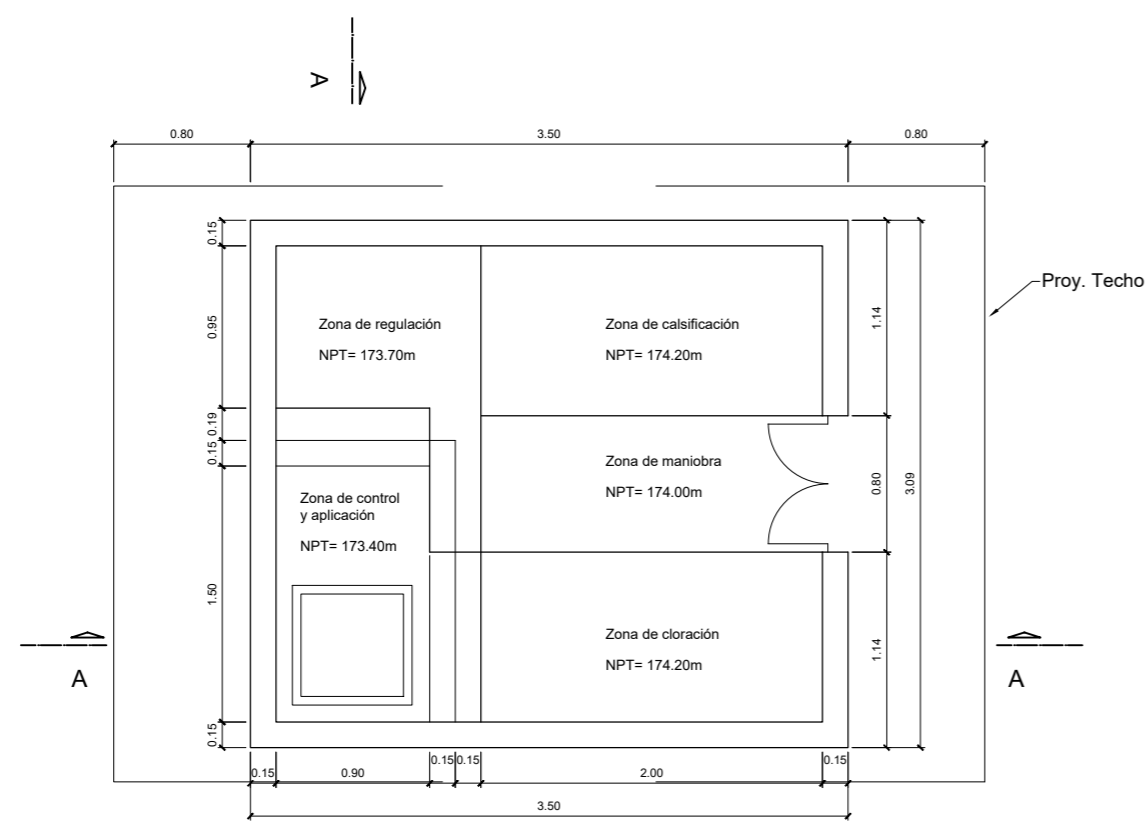 A
0.80
3.50
0.80
0.15
0.95
0.19
0.15
1.50
0.15
Zona de regulación
NPT= 173.70m
Zona de calsificación
NPT= 174.20m
Zona de maniobra
NPT= 174.00m
Zona de control
y aplicación
NPT= 173.40m
Zona de cloración
NPT= 174.20m
1.14
0.80
3.09
1.14
Proy. Techo
A
A
0.15
0.90
0.15
0.15
2.00
0.15
3.50